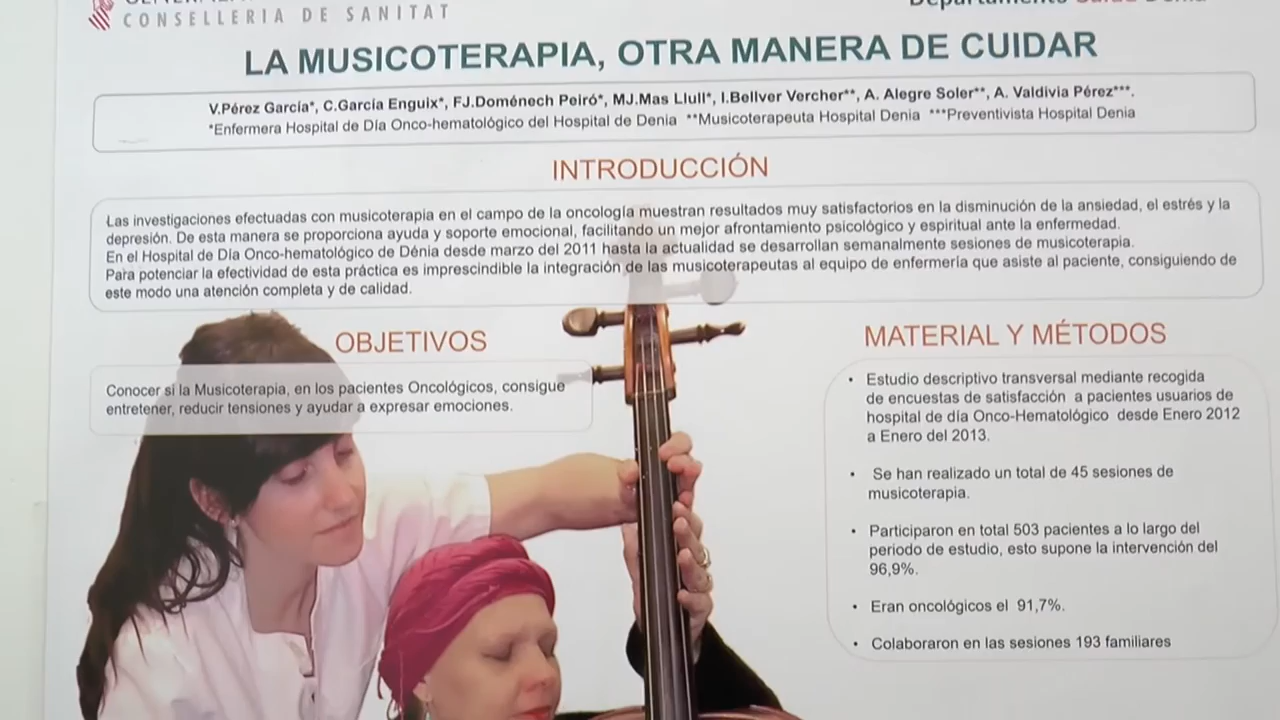 CONSELLERIA DE SANITAT
LA MUSICOTERAPIA, OTRA MANERA DE CUIDAR
V.Pérez García*, C.García Enguix*, FJ.Doménech Peiró*, MJ.Mas Llull*, I.Bellver Vercher**, A. Alegre Soler**, A. Valdivia Pérez***.
*Enfermera Hospital de Día Onco-hematológico del Hospital de Denia **Musicoterapeuta Hospital Denia ***Preventivista Hospital Denia
INTRODUCCIÓN
Las investigaciones efectuadas con musicoterapia en el campo de la oncología muestran resultados muy satisfactorios en la disminución de la ansiedad, el estrés y la
depresión. De esta manera se proporciona ayuda y soporte emocional, facilitando un mejor afrontamiento psicológico y espiritual ante la enfermedad.
En el Hospital de Día Onco-hematológico de Dénia desde marzo del 2011 hasta la actualidad se desarrollan semanalmente sesiones de musicoterapia.
Para potenciar la efectividad de esta práctica es imprescindible la integración de las musicoterapeutas al equipo de enfermería que asiste al paciente, consiguiendo de
este modo una atención completa y de calidad.
OBJETIVOS
Conocer si la Musicoterapia, en los pacientes Oncológicos, consigue
entretener, reducir tensiones y ayudar a expresar emociones.
MATERIAL Y MÉTODOS
• Estudio descriptivo transversal mediante recogida
de encuestas de satisfacción a pacientes usuarios de
hospital de día Onco-Hematológico desde Enero 2012
a Enero del 2013.
• Se han realizado un total de 45 sesiones de
musicoterapia.
• Participaron en total 503 pacientes a lo largo del
periodo de estudio, esto supone la intervención del
96,9%.
• Eran oncológicos el 91,7%.
• Colaboraron en las sesiones 193 familiares